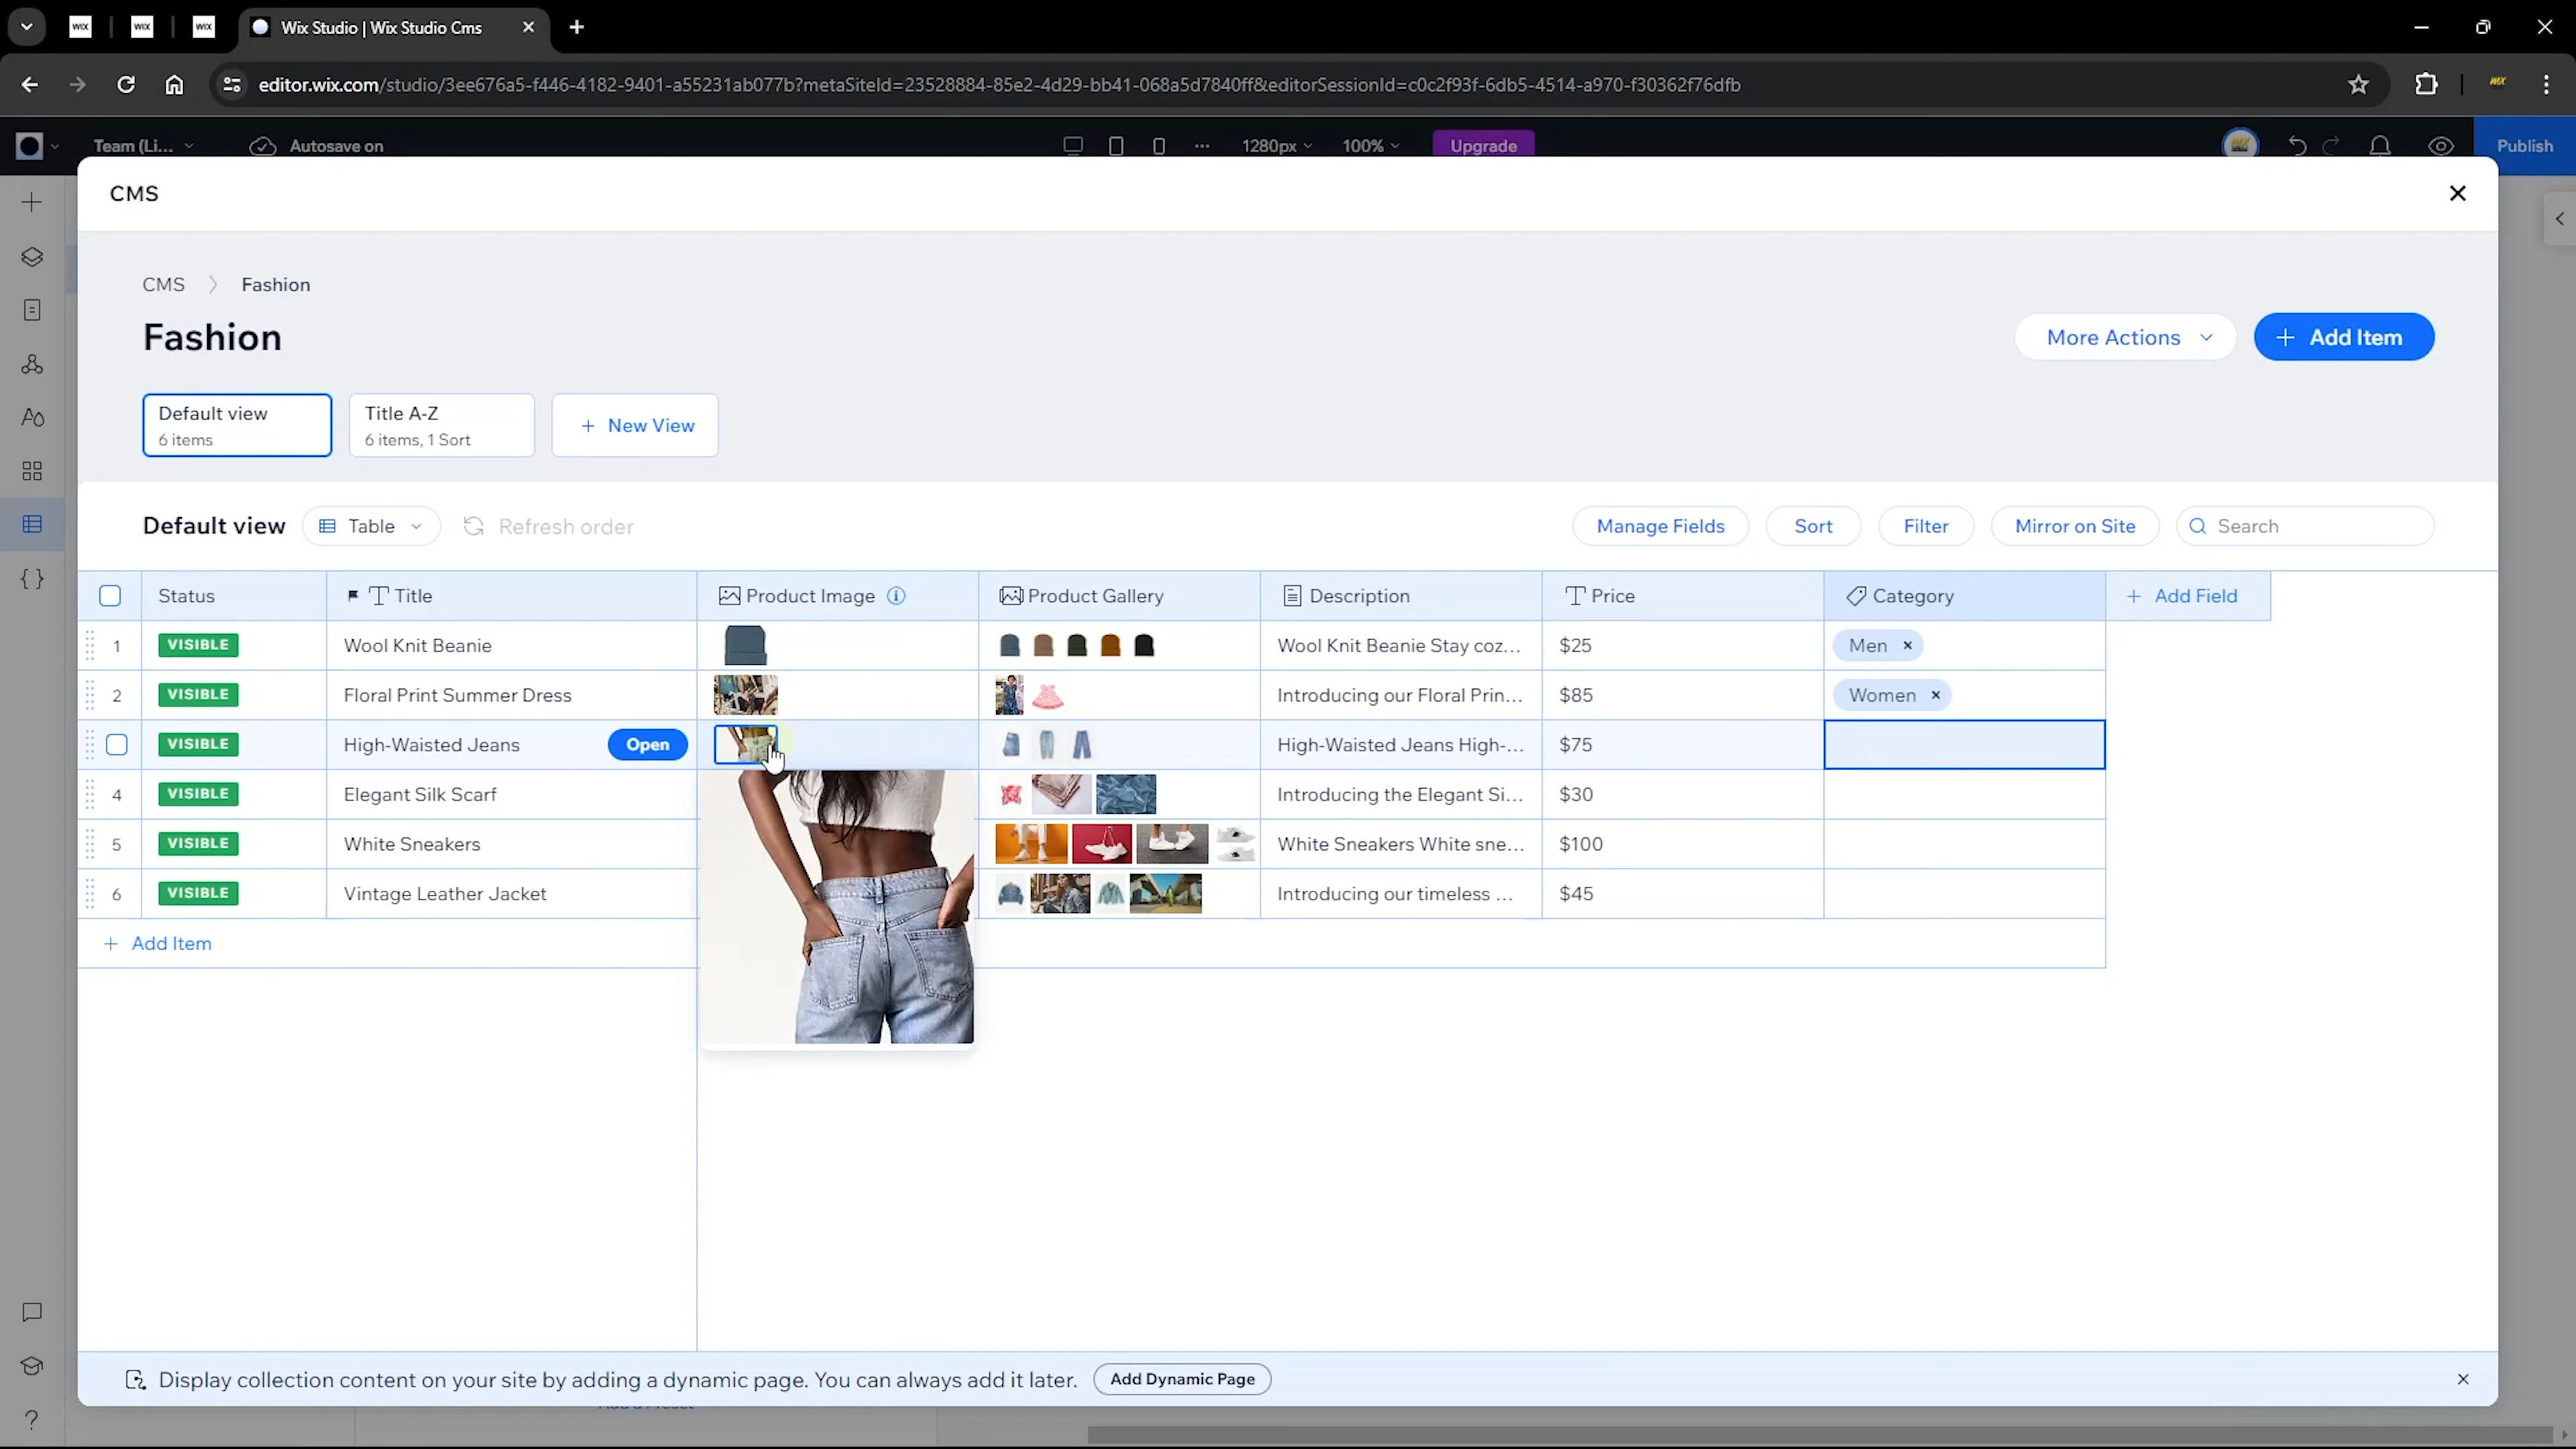 WIX
WIX
WIX
Wix Studio | Wix Studio Cms
editor.wix.com/studio/3ee676a5-f446-4182-9401-a55231ab077b?metaSiteId=23528884-85e2-4d29-bb41-068a5d7840ff&editorSessionId=c0c2f93f-6db5-4514-a970-f30362f76dfb
Team (Li...
Autosave on
1280px
100%
Upgrade
Publish
CMS
CMS
Fashion
Fashion
More Actions
+ Add Item
Default view
6 items
Title A-Z
6 items, 1 Sort
+ New View
Default view
Table
Refresh order
Manage Fields
Sort
Filter
Mirror on Site
Search
Status
Title
Product Image
Product Gallery
Description
Price
Category
+ Add Field
1 VISIBLE Wool Knit Beanie Wool Knit Beanie Stay coz... $25 Men ×
2 VISIBLE Floral Print Summer Dress Introducing our Floral Prin... $85 Women ×
VISIBLE High-Waisted Jeans Open High-Waisted Jeans High-... $75
4 VISIBLE Elegant Silk Scarf Introducing the Elegant Si... $30
5 VISIBLE White Sneakers White Sneakers White sne... $100
6 VISIBLE Vintage Leather Jacket Introducing our timeless ... $45
+ Add Item
Display collection content on your site by adding a dynamic page. You can always add it later.
Add Dynamic Page